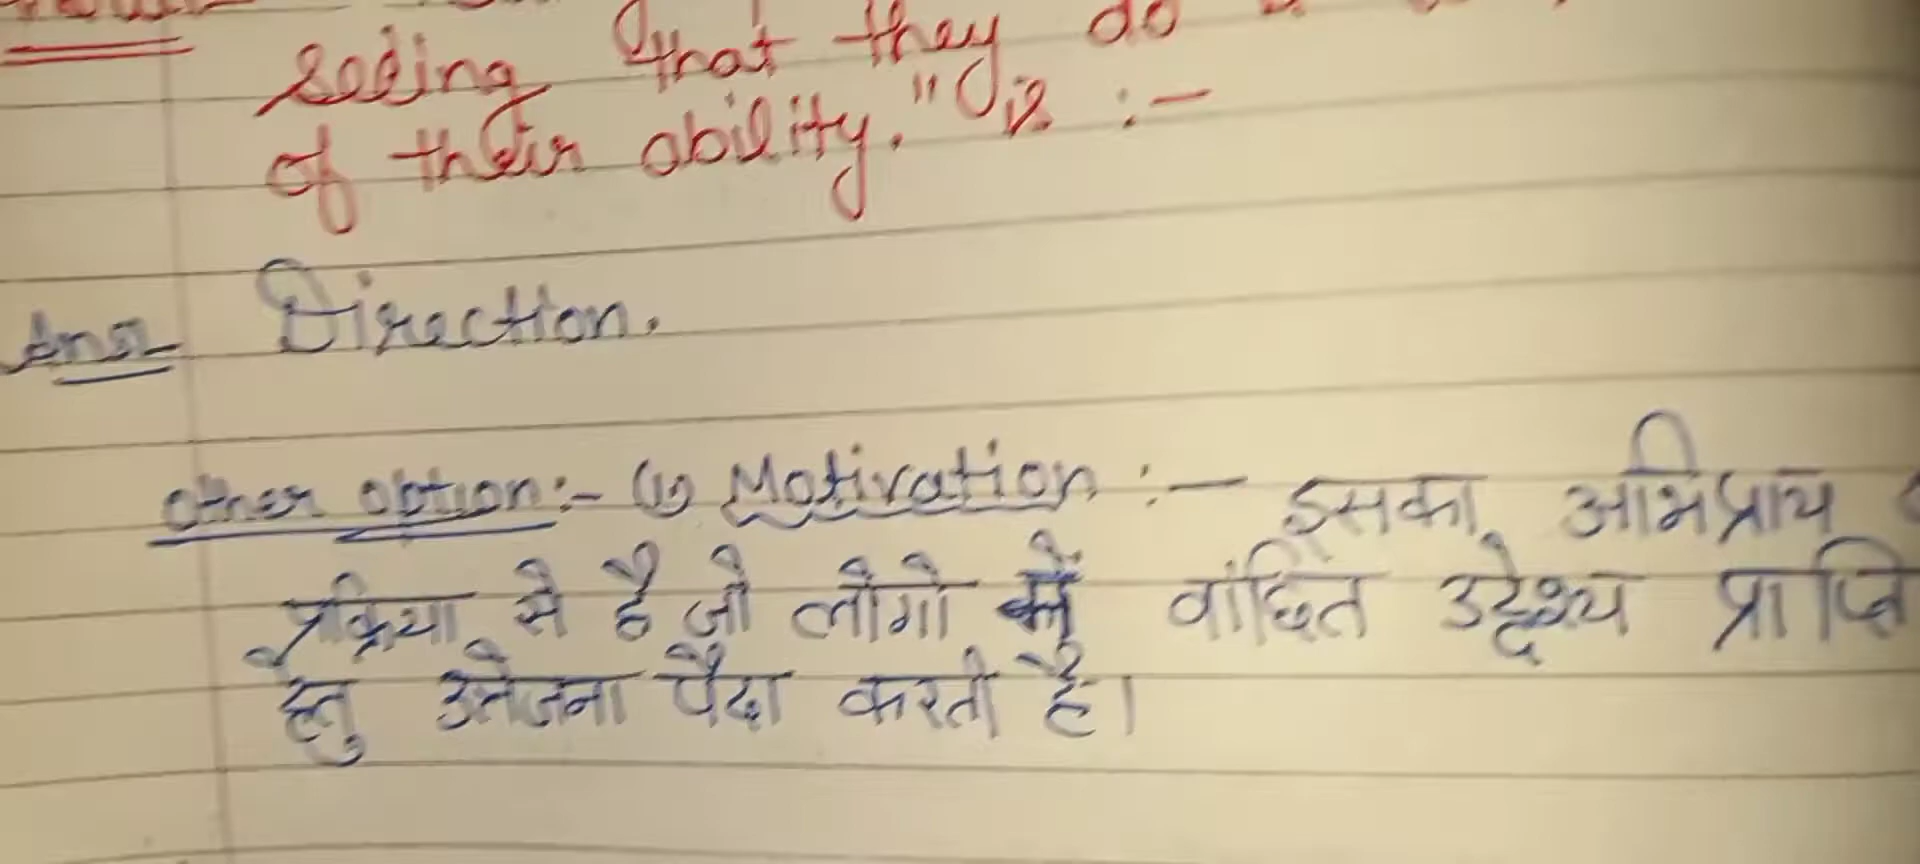 seeing that they do
of their ability." is :-
Ans Direction.
other option:- (1) Motivation :- इसका अभिप्राय
प्रक्रिया से है जो लोगो में वांछित उद्देश्य प्राप्ति
हेतु उत्तेजना पैदा करती है।